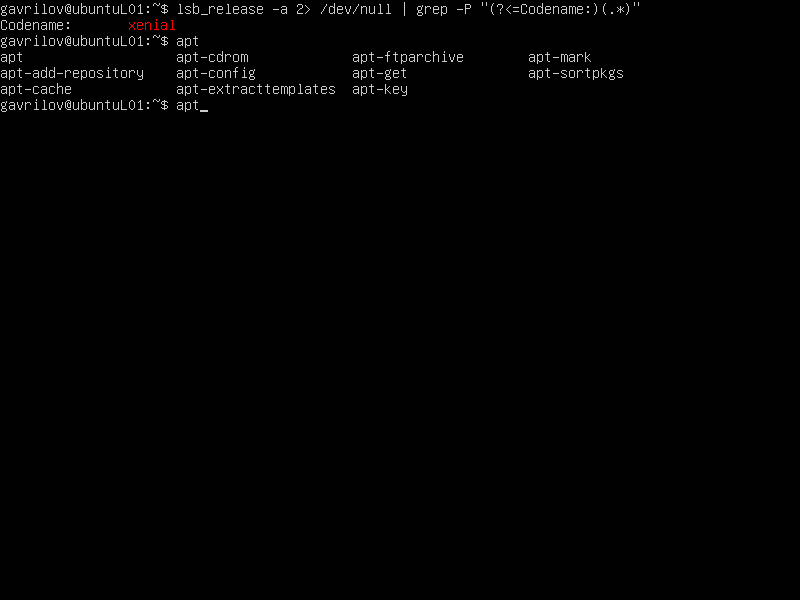 gavrilov@ubuntuL01:~$ lsb_release -a 2> /dev/null | grep -P "(?<=Codename:)(.*)"
Codename:       xenial
gavrilov@ubuntuL01:~$ apt
apt                   apt-cdrom             apt-ftparchive        apt-mark
apt-add-repository    apt-config            apt-get               apt-sortpkgs
apt-cache             apt-extracttemplates  apt-key
gavrilov@ubuntuL01:~$ apt_